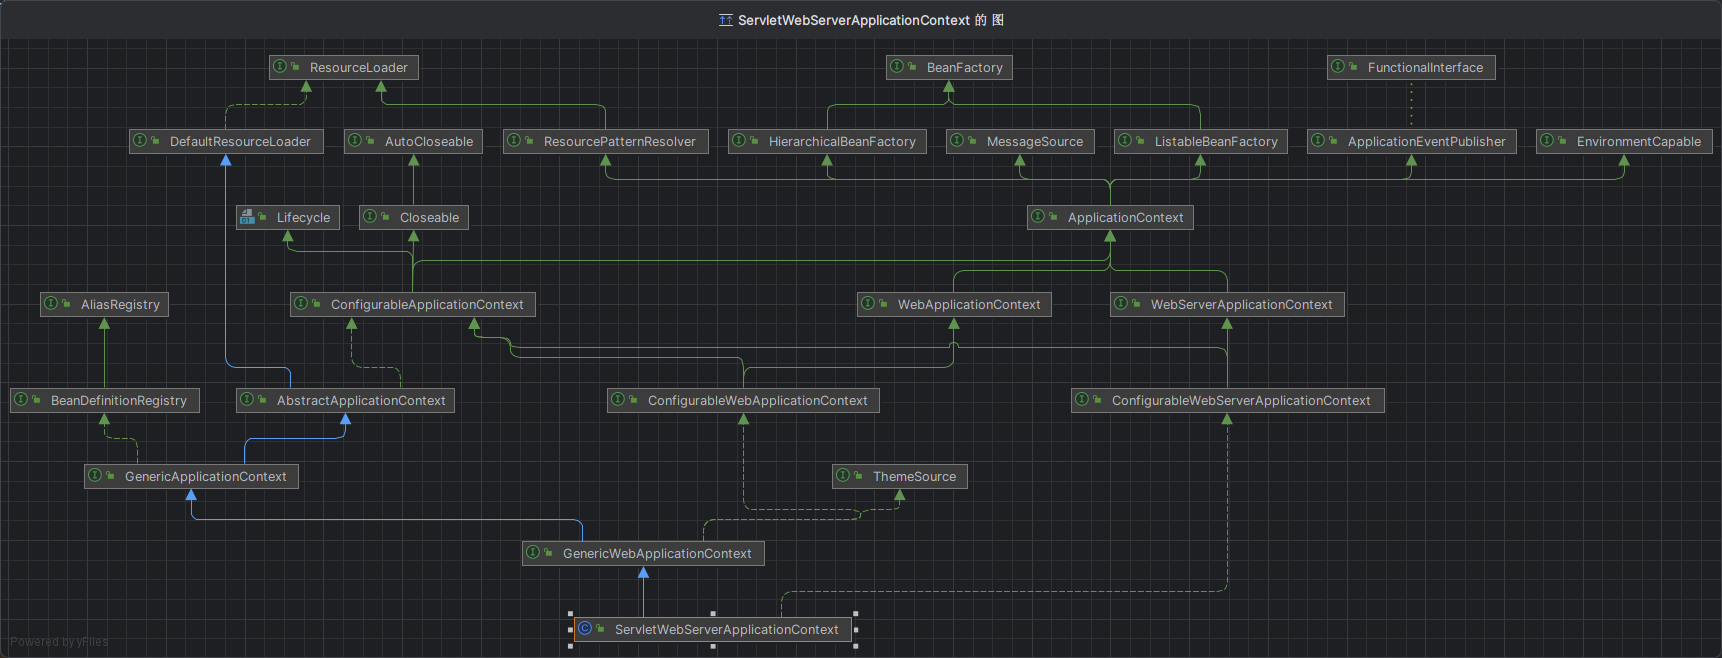 ServletWebServerApplicationContext 的 图
ResourceLoader
BeanFactory
FunctionalInterface
DefaultResourceLoader
AutoCloseable
ResourcePatternResolver
HierarchicalBeanFactory
MessageSource
ListableBeanFactory
ApplicationEventPublisher
EnvironmentCapable
Lifecycle
Closeable
ApplicationContext
AliasRegistry
ConfigurableApplicationContext
WebApplicationContext
WebServerApplicationContext
BeanDefinitionRegistry
AbstractApplicationContext
ConfigurableWebApplicationContext
ConfigurableWebServerApplicationContext
GenericApplicationContext
ThemeSource
GenericWebApplicationContext
ServletWebServerApplicationContext
Powered by yFiles